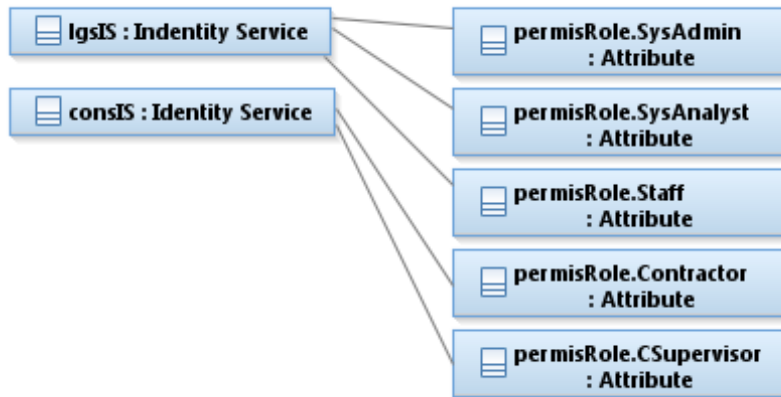 lgsIS : Indentity Service
consIS : Identity Service
permisRole.SysAdmin
: Attribute
permisRole.SysAnalyst
: Attribute
permisRole.Staff
: Attribute
permisRole.Contractor
: Attribute
permisRole.CSupervisor
: Attribute